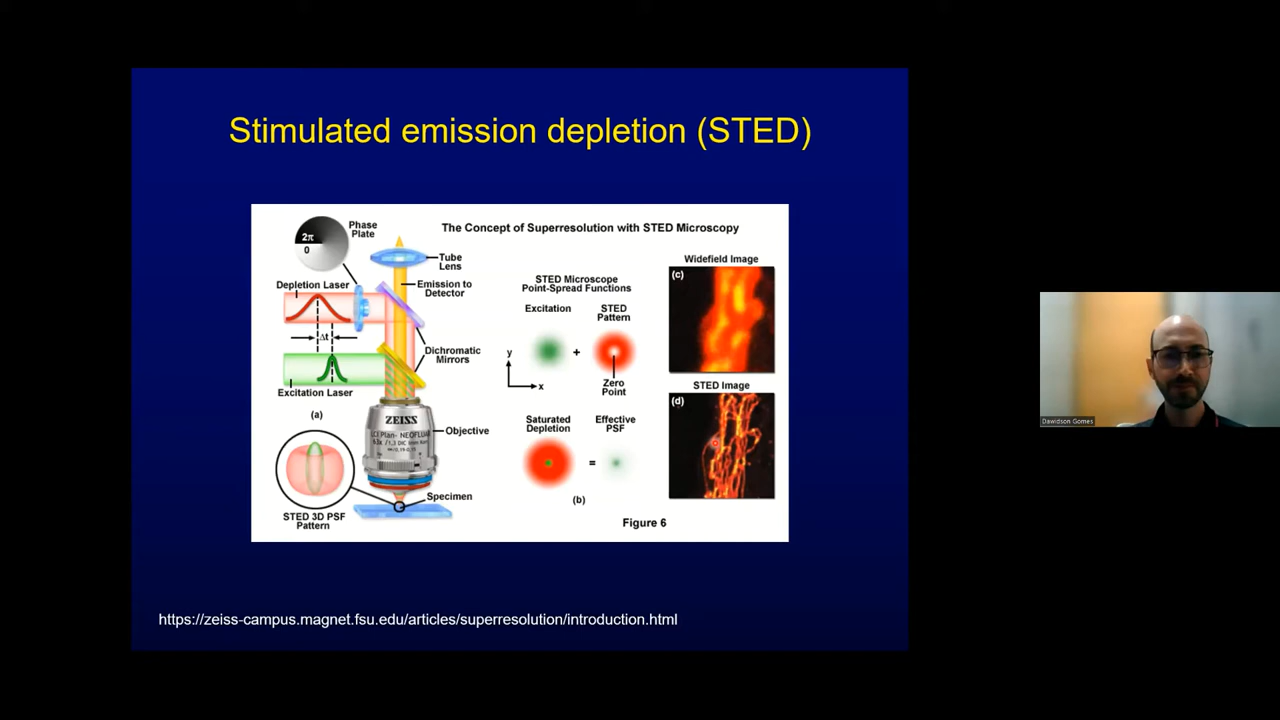 Stimulated emission depletion (STED)
Phase
Plate
2π
0
The Concept of Superresolution with STED Microscopy
Tube
Lens
Depletion Laser
Emission to
Detector
Δt
Dichromatic
Mirrors
Excitation Laser
(a)
ZEISS
Objective
Specimen
STED 3D PSF
Pattern
STED Microscope
Point-Spread Functions
Excitation
STED
Pattern
y
x
+
Zero
Point
Saturated
Depletion
Effective
PSF
=
(b)
Widefield Image
(c)
STED Image
(d)
Figure 6
https://zeiss-campus.magnet.fsu.edu/articles/superresolution/introduction.html
Dawidson Gomes